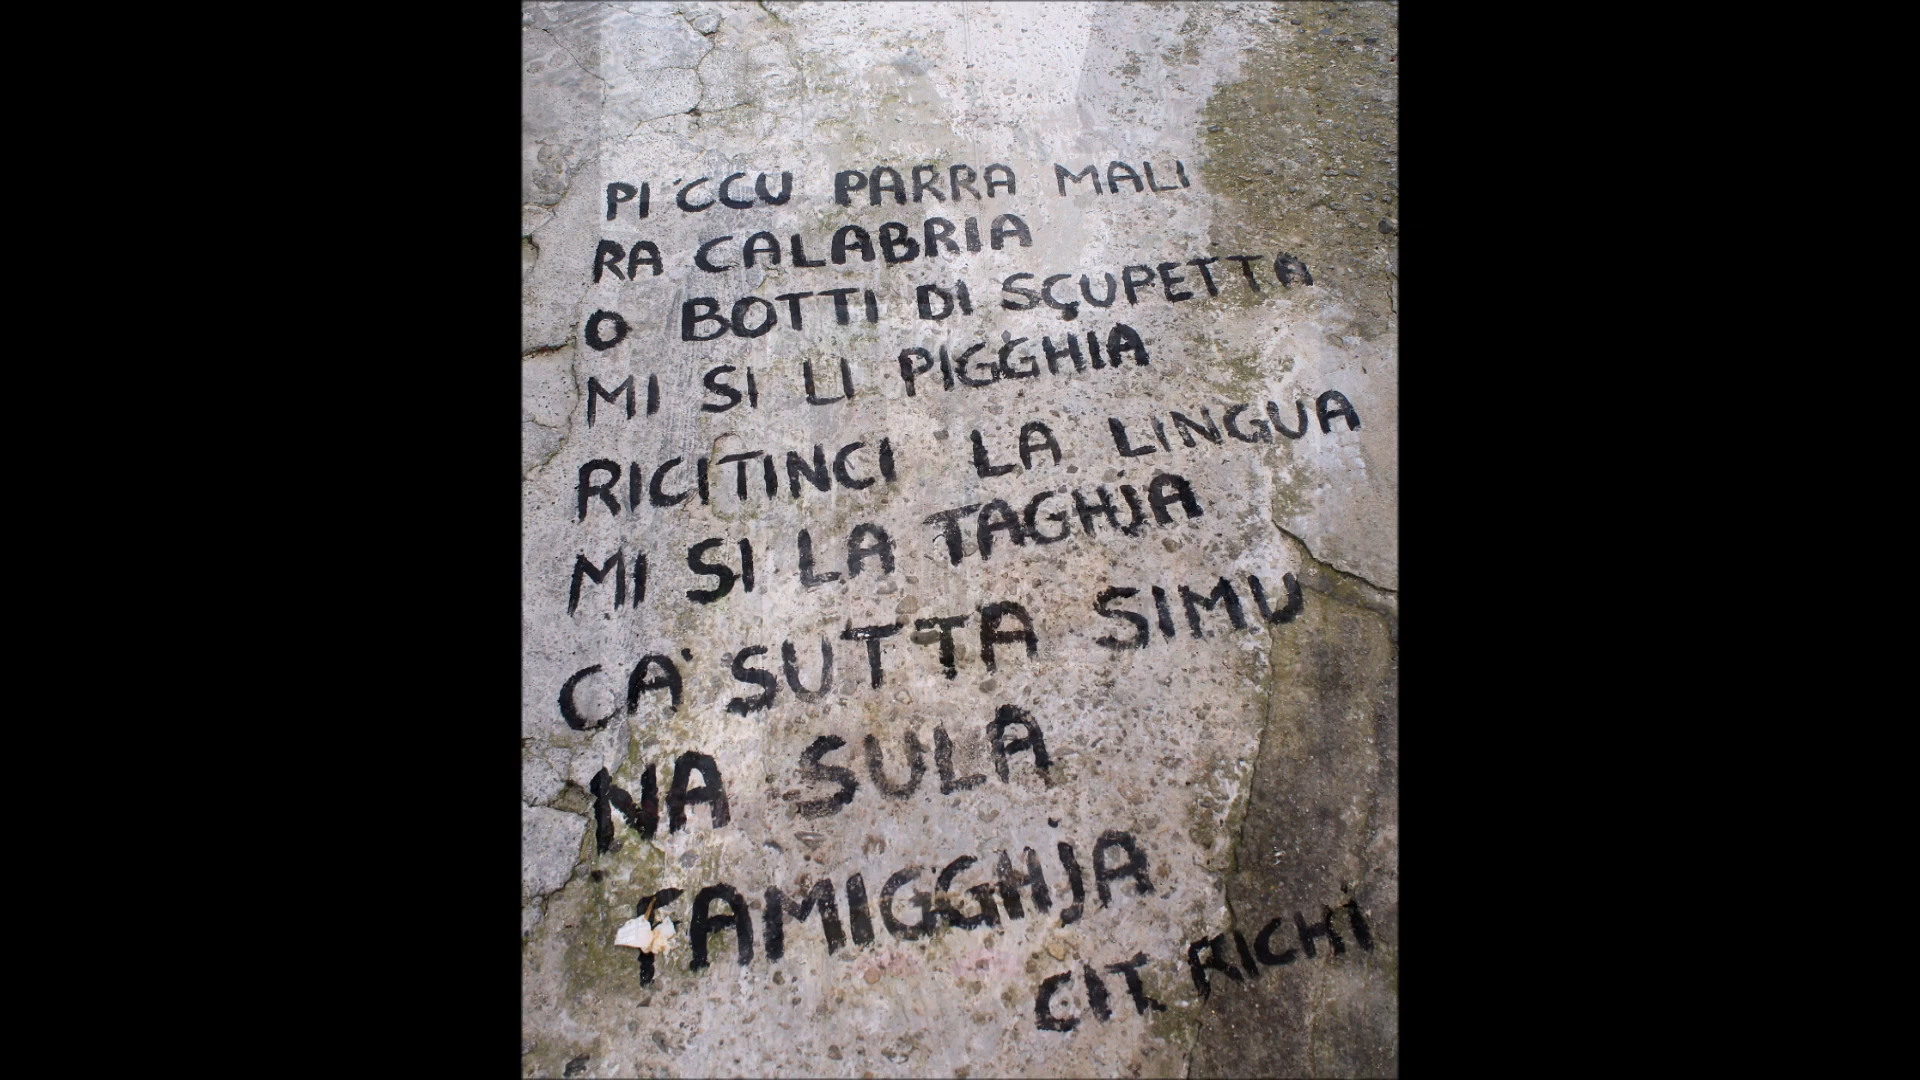 PI CCU PARRA MALI
RA CALABRIA
O BOTTI DI SÇUPETTA
MI SI LI PIGGHIA
RICITINCI LA LINGUA
MI SI LA TAGHJA
CA' SUTTA SIMU
NA SULA
FAMIGGHJA
CIT. RICHI